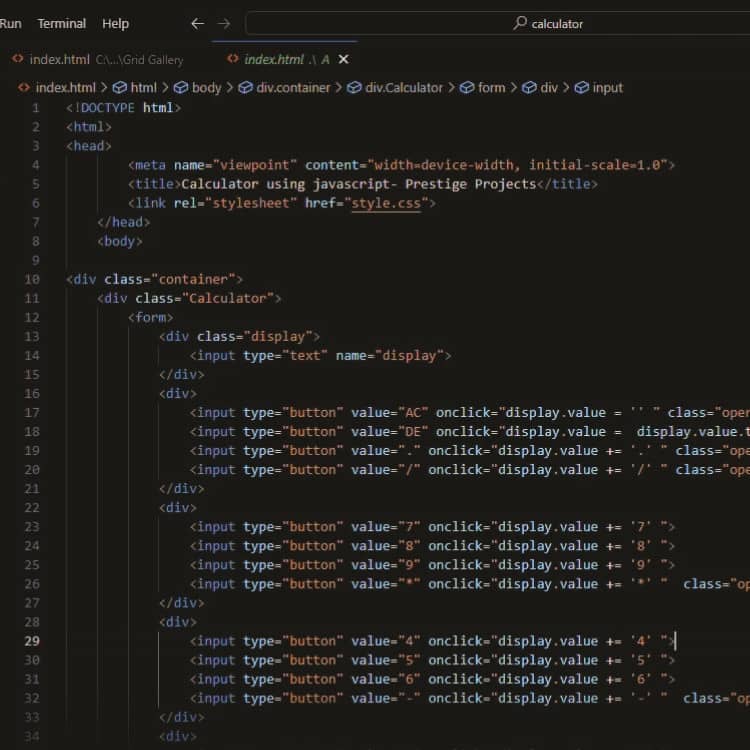 Run Terminal Help ← → calculator
index.html C:\...\Grid Gallery index.html .\ A ✕
index.html > html > body > div.container > div.Calculator > form > div > input
1 <!DOCTYPE html>
2 <html>
3 <head>
4 <meta name="viewpoint" content="width=device-width, initial-scale=1.0">
5 <title>Calculator using javascript- Prestige Projects</title>
6 <link rel="stylesheet" href="style.css">
7 </head>
8 <body>
9
10 <div class="container">
11 <div class="Calculator">
12 <form>
13 <div class="display">
14 <input type="text" name="display">
15 </div>
16 <div>
17 <input type="button" value="AC" onclick="display.value = '' " class="oper
18 <input type="button" value="DE" onclick="display.value = display.value.t
19 <input type="button" value="." onclick="display.value += '.' " class="ope
20 <input type="button" value="/" onclick="display.value += '/' " class="ope
21 </div>
22 <div>
23 <input type="button" value="7" onclick="display.value += '7' ">
24 <input type="button" value="8" onclick="display.value += '8' ">
25 <input type="button" value="9" onclick="display.value += '9' ">
26 <input type="button" value="*" onclick="display.value += '*' " class="op
27 </div>
28 <div>
29 <input type="button" value="4" onclick="display.value += '4' ">
30 <input type="button" value="5" onclick="display.value += '5' ">
31 <input type="button" value="6" onclick="display.value += '6' ">
32 <input type="button" value="-" onclick="display.value += '-' " class="op
33 </div>
34 <div>